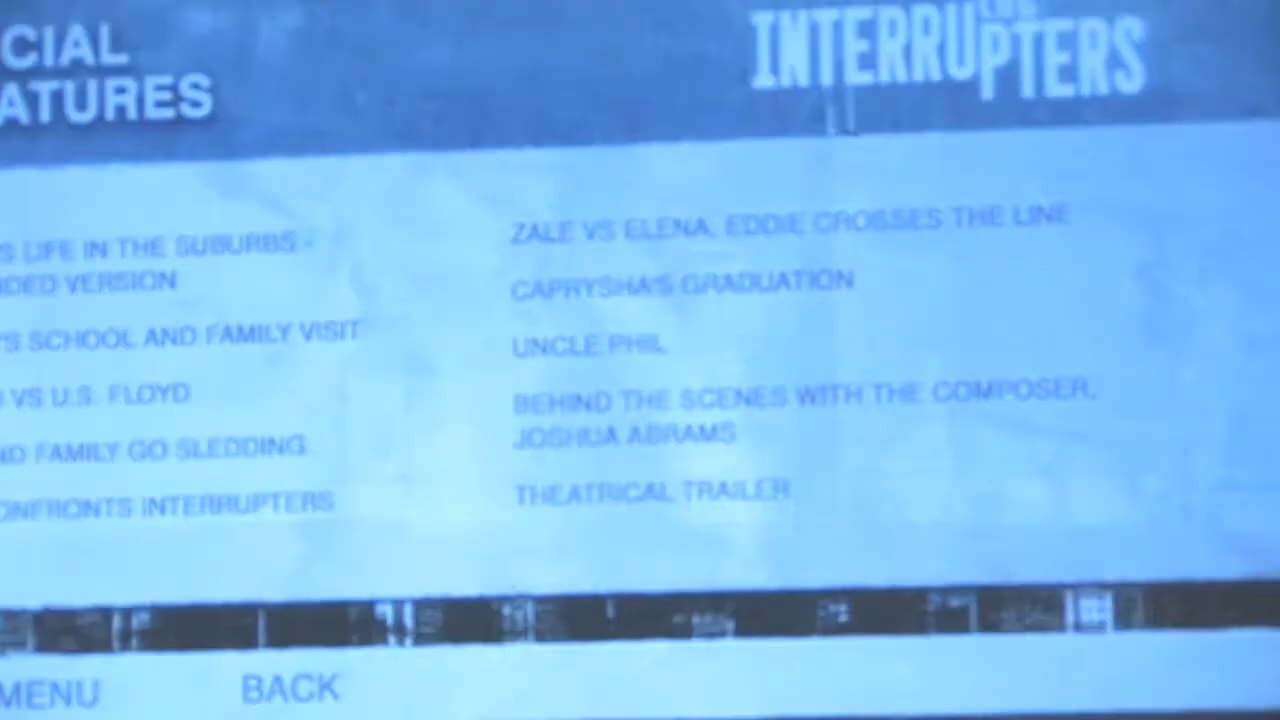 CIAL
ATURES
INTERRUPTERS
S LIFE IN THE SUBURBS -
DED VERSION
'S SCHOOL AND FAMILY VISIT
VS U.S. FLOYD
ND FAMILY GO SLEDDING
ONFRONTS INTERRUPTERS
ZALE VS ELENA, EDDIE CROSSES THE LINE
CAPRYSHA'S GRADUATION
UNCLE PHIL
BEHIND THE SCENES WITH THE COMPOSER,
JOSHUA ABRAMS
THEATRICAL TRAILER
MENU
BACK